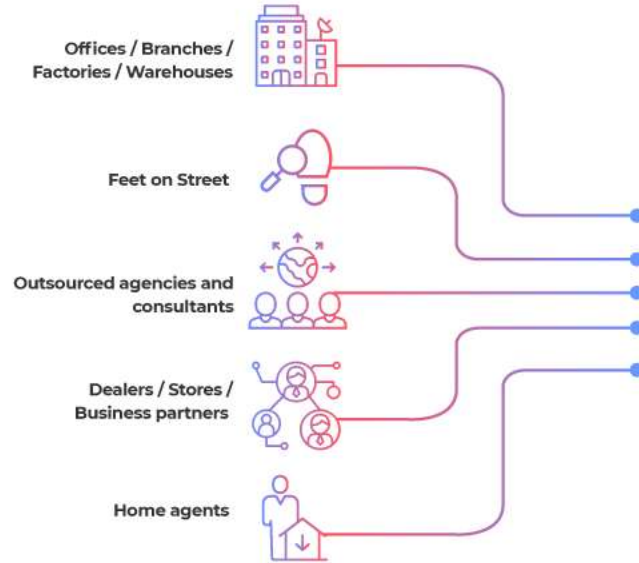 Offices / Branches /
Factories / Warehouses
Feet on Street
Outsourced agencies and
consultants
Dealers / Stores /
Business partners
Home agents